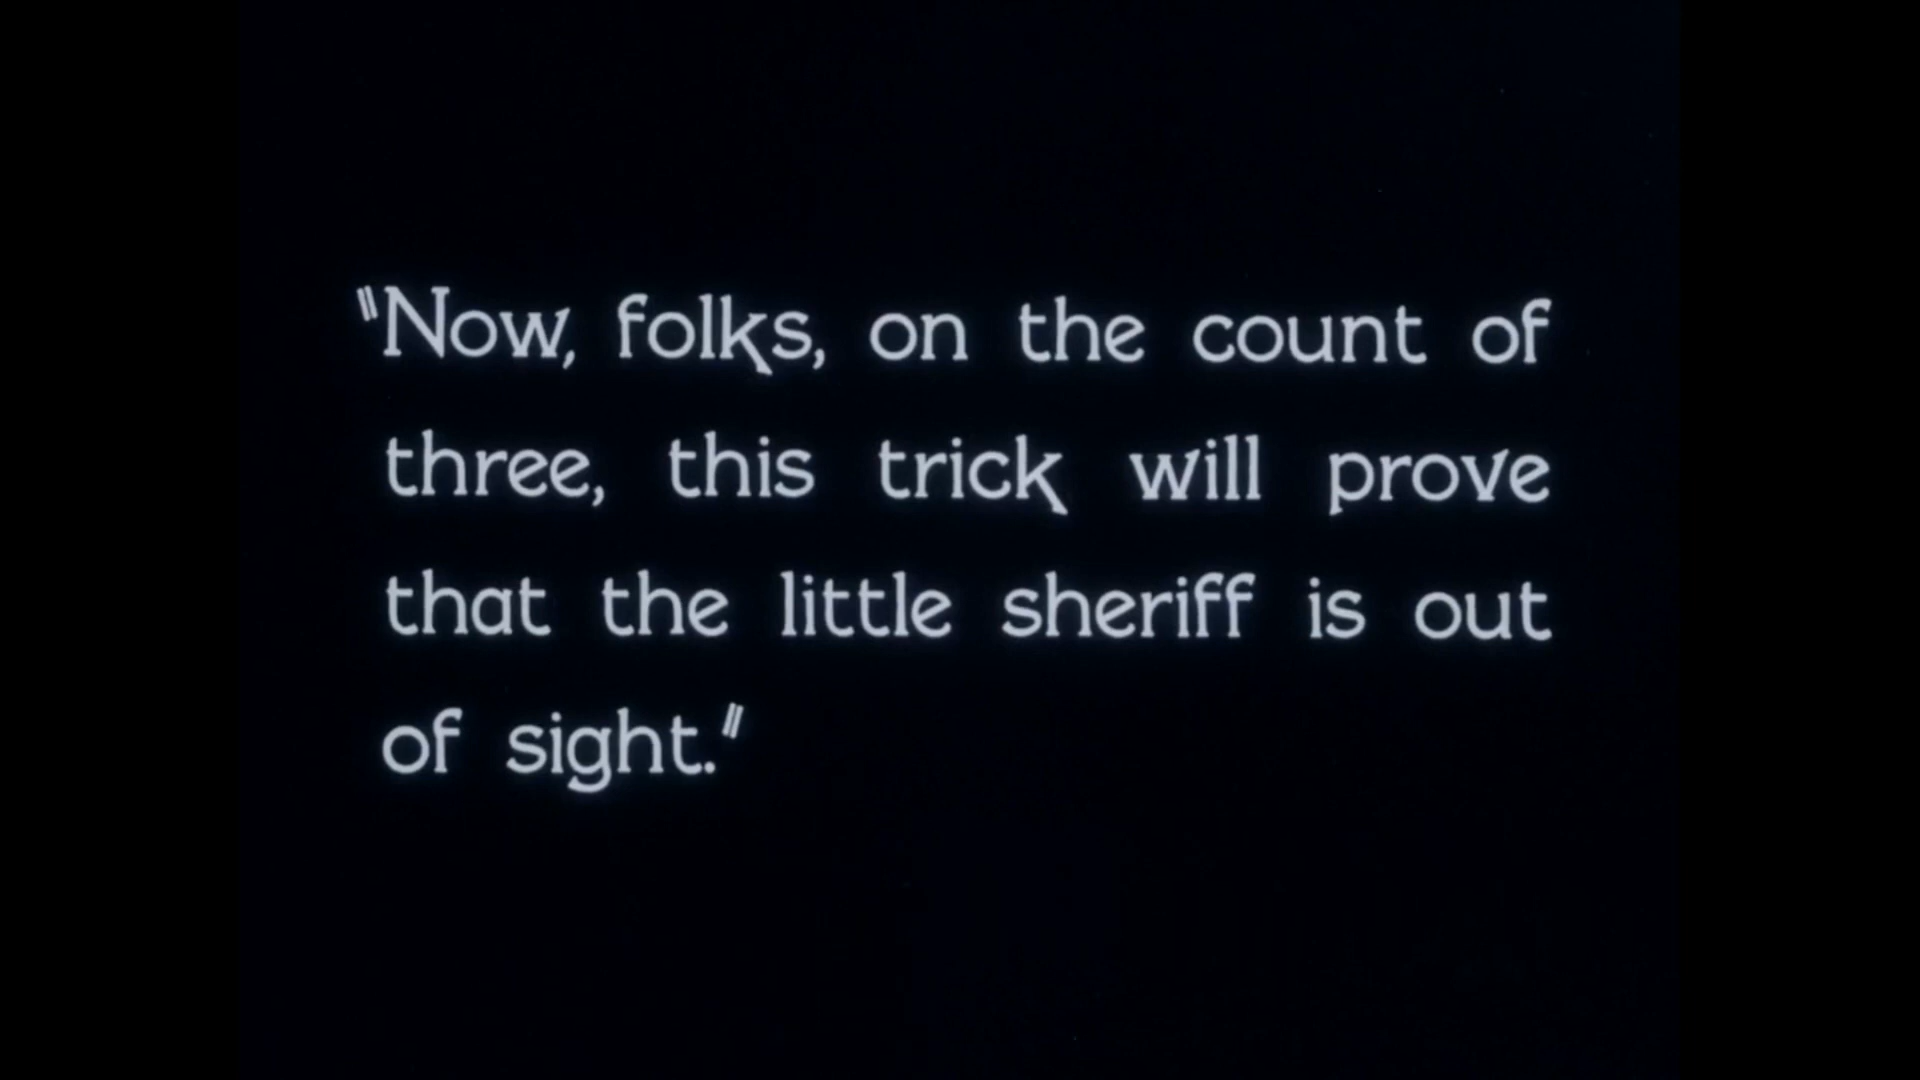 "Now, folks, on the count of
three, this trick will prove
that the little sheriff is out
of sight."